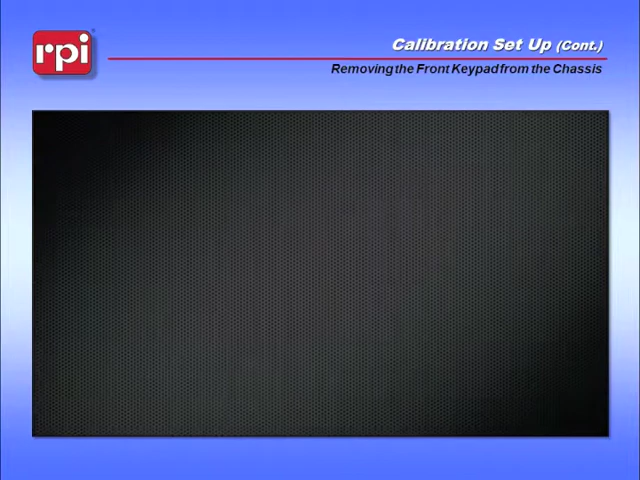 rpi
Calibration Set Up (Cont.)
Removing the Front Keypad from the Chassis